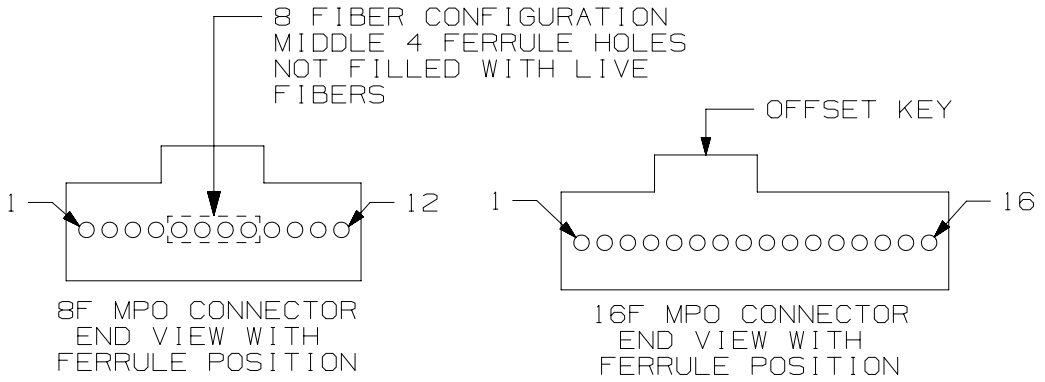 8 FIBER CONFIGURATION
MIDDLE 4 FERRULE HOLES
NOT FILLED WITH LIVE
FIBERS
OFFSET KEY
1
12
1
16
8F MPO CONNECTOR
END VIEW WITH
FERRULE POSITION
16F MPO CONNECTOR
END VIEW WITH
FERRULE POSITION